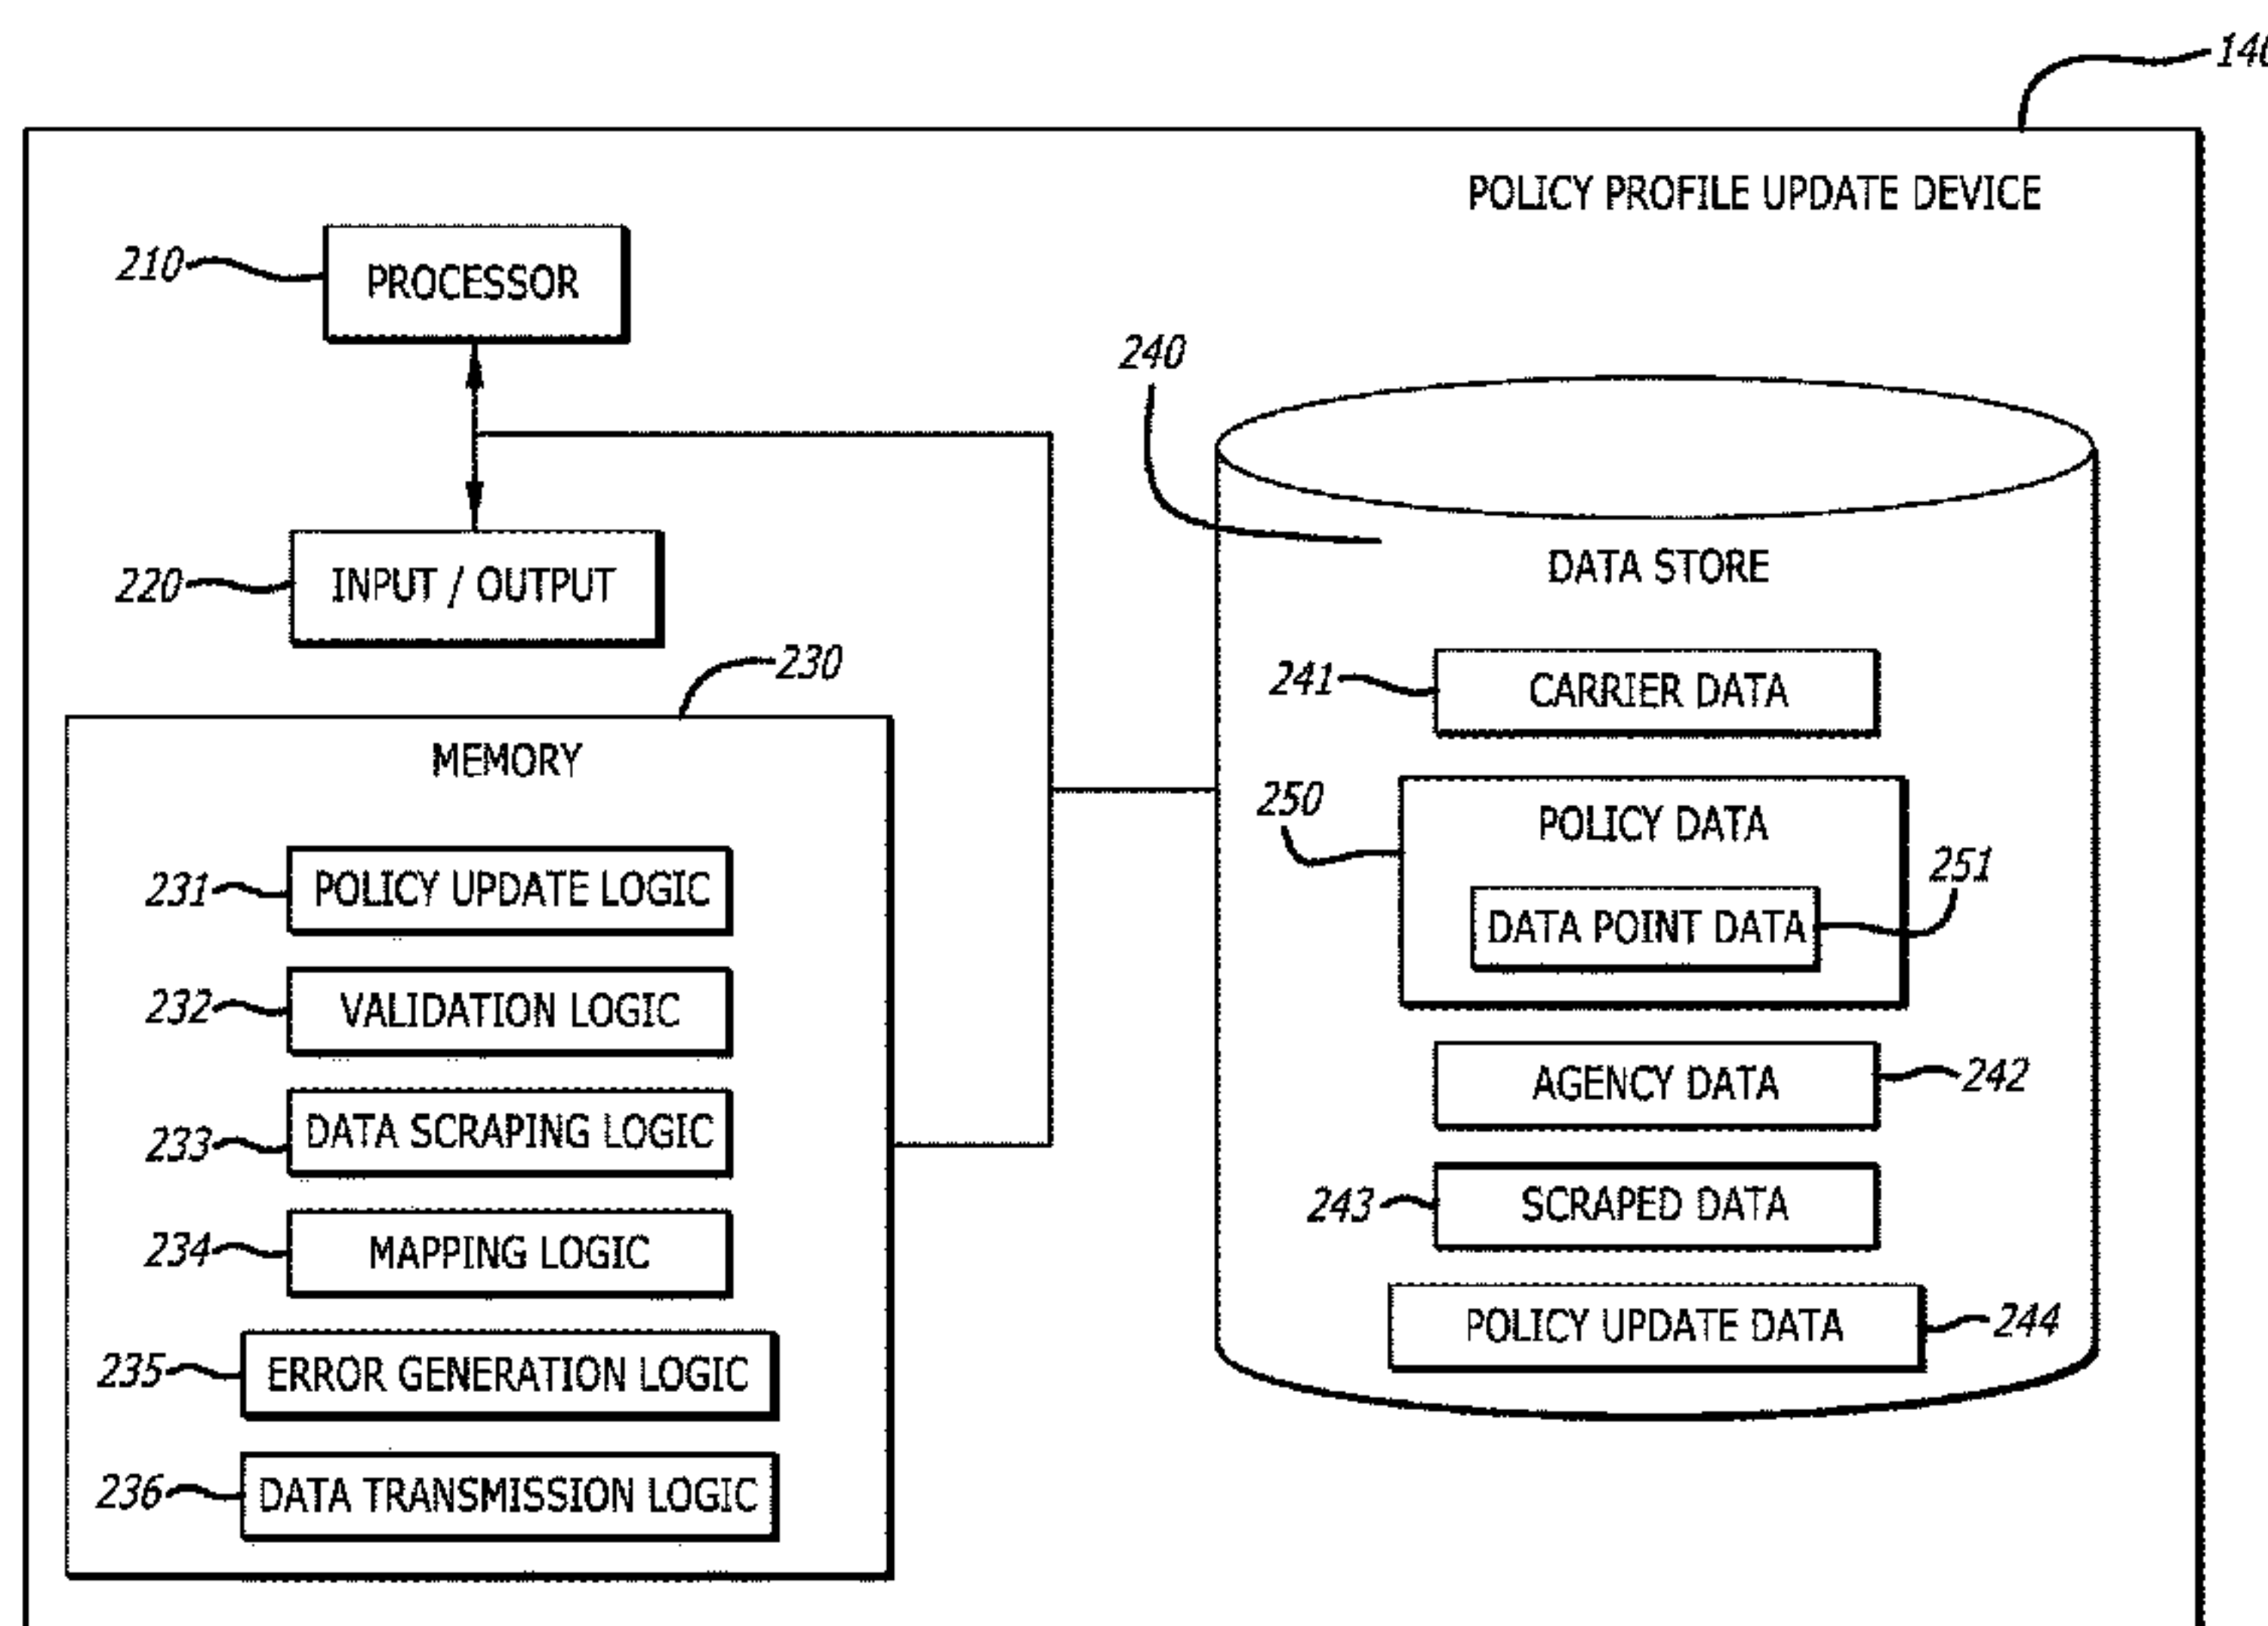 140
POLICY PROFILE UPDATE DEVICE
210
PROCESSOR
220
INPUT / OUTPUT
230
MEMORY
231
POLICY UPDATE LOGIC
232
VALIDATION LOGIC
233
DATA SCRAPING LOGIC
234
MAPPING LOGIC
235
ERROR GENERATION LOGIC
236
DATA TRANSMISSION LOGIC
240
DATA STORE
241
CARRIER DATA
250
POLICY DATA
251
DATA POINT DATA
AGENCY DATA
242
243
SCRAPED DATA
POLICY UPDATE DATA
244